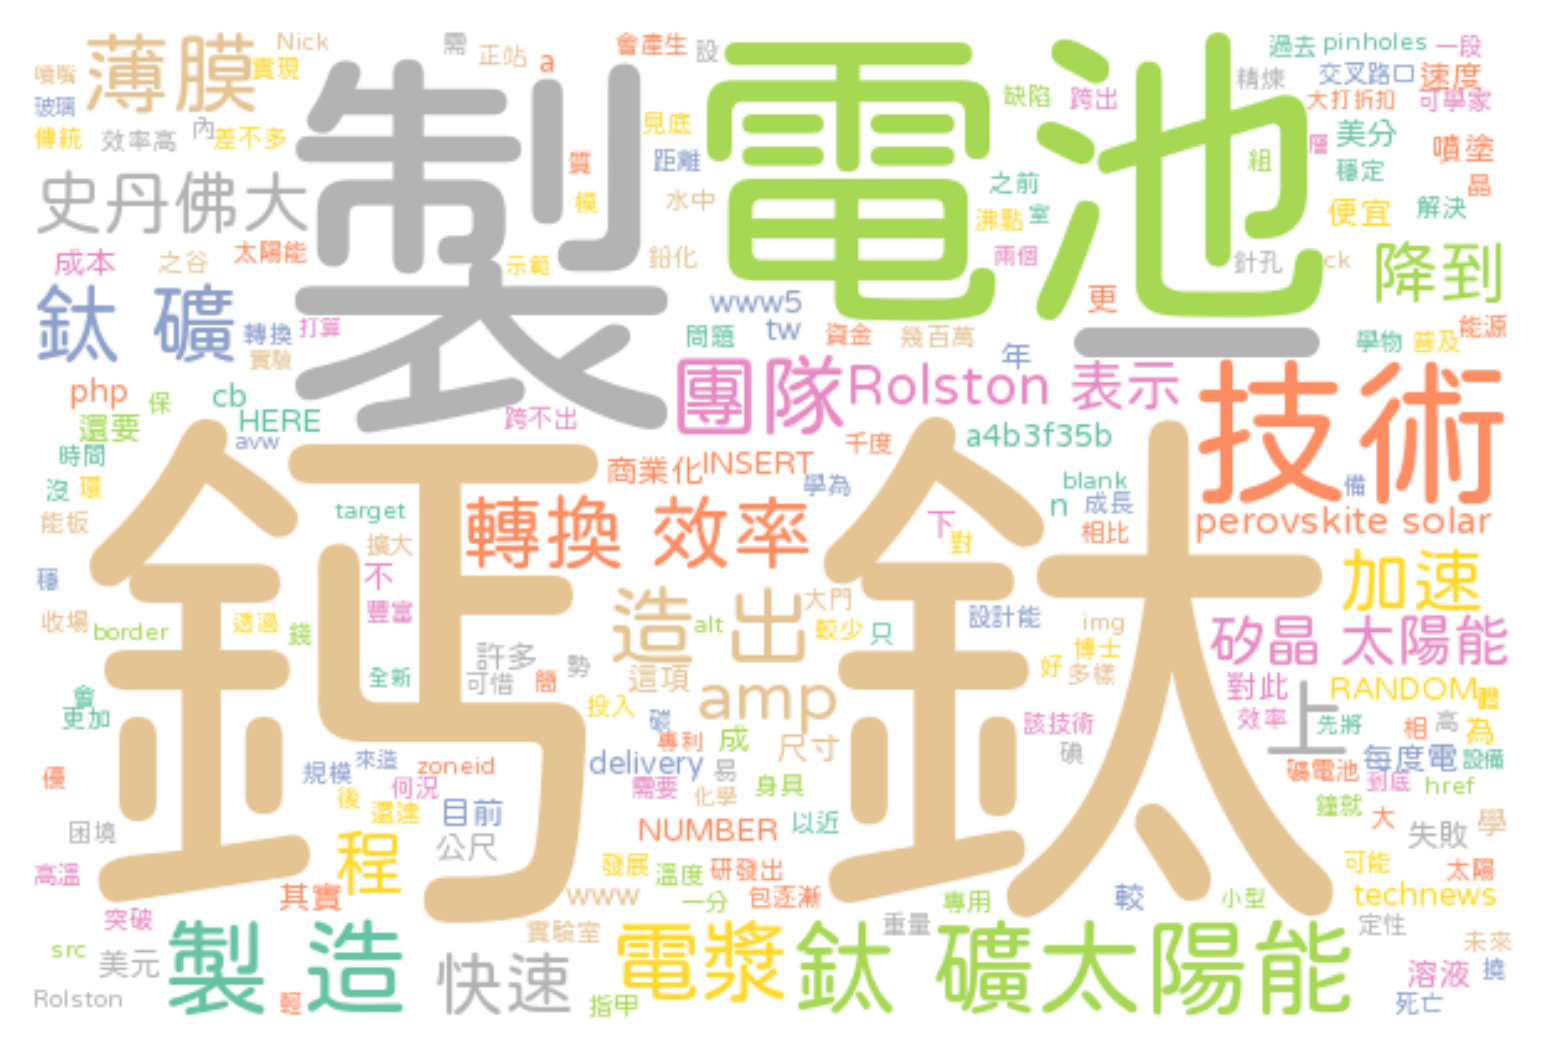 薄膜
Nick
需
正站
a
會產生
設
電池
過去
pinholes
一段
噴嘴
實現
製
缺陷
跨出
精煉
交叉路口
速度
玻璃
大打折扣
可學家
傳統
效率高
內
差不多
見底
層
美分
噴塗
史丹佛大
質
距離
組
穩定
晶
模
水中
之前
沸點
室
便宜
解決
成本
之谷
太陽能
示範
鉛化
兩個
針孔
ck
降到
鈦 礦
轉換
打算
實驗
www5
tw
更
問題
資金
幾百萬
年
一
學物
普及
能源
php
保
cb
HERE
跨不出
團隊
Rolston 表示
技術
還要
avw
時間
千度
a4b3f35b
商業化
INSERT
沒
環
學為
blank
備
能板
target
轉換 效率
n
成長
perovskite solar
擴大
下
對
相比
鈣鈦
穩
不
加速
收場
border
透過
錢
豐富
造 出
alt
大門
較少
只
設計能
img
矽晶 太陽能
許多
勢
博士
全新
可借
簡
這項
好
多樣
對此
RANDOM
體
會
更加
投入
amp
碳
效率
上
先將
相
高
為
專利
成
尺寸
該技術
碘
每度電
設備
優
規模
來造
zoneid
delivery
易
礦電池
到底
href
何況
需要
化學
身具
後
還達
目前
鐘就
大
困境
程
公尺
NUMBER
以近
失敗
學
高溫
發展
溫度
研發出
可能
太陽
其實
www
一分
包逐漸
專用
較
小型
technews
突破
實驗室
重量
定性
src
美元
製 造
快速
電漿
鈦 礦太陽能
未來
溶液
撓
Rolston
輕
指甲
死亡